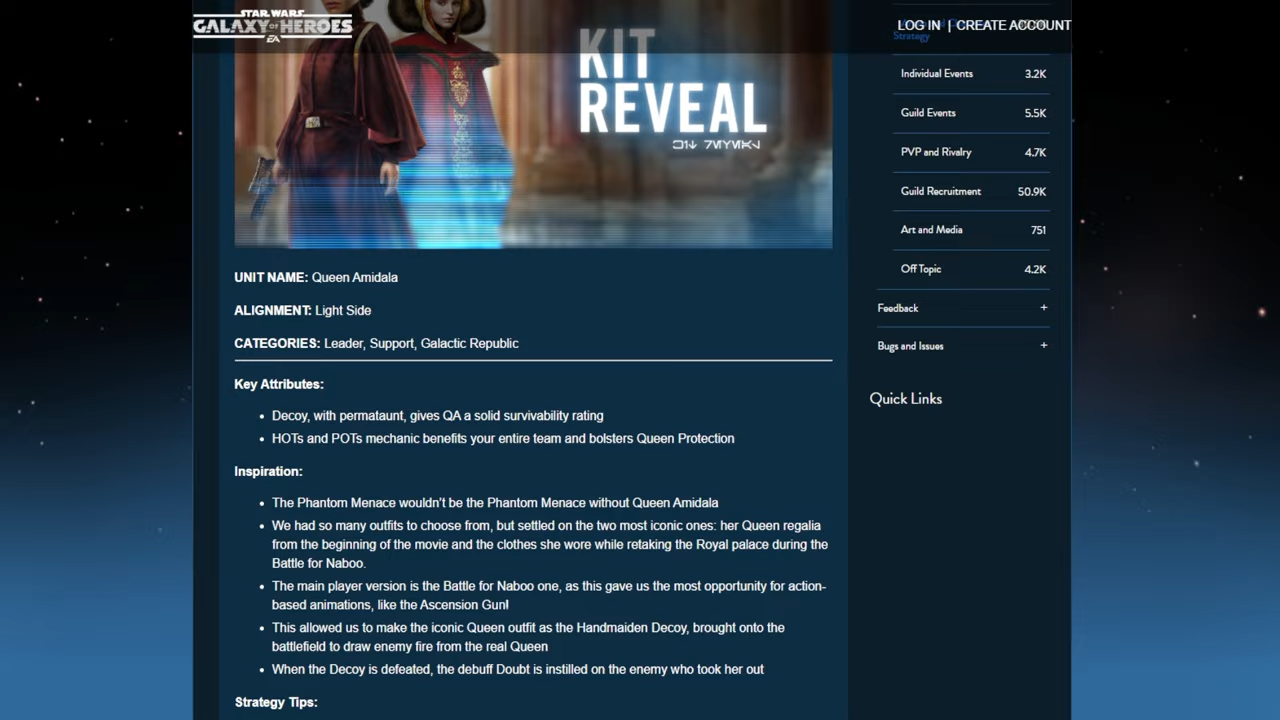 STAR WARS
GALAXY OF HEROES
EA
LOG IN | CREATE ACCOUNT
Strategy
KIT
REVEAL
Individual Events 3.2K
Guild Events 5.5K
PVP and Rivalry 4.7K
Guild Recruitment 50.9K
Art and Media 751
Off Topic 4.2K
Feedback +
Bugs and Issues +
Quick Links
UNIT NAME: Queen Amidala
ALIGNMENT: Light Side
CATEGORIES: Leader, Support, Galactic Republic
Key Attributes:
• Decoy, with permataunt, gives QA a solid survivability rating
• HOTs and POTs mechanic benefits your entire team and bolsters Queen Protection
Inspiration:
• The Phantom Menace wouldn't be the Phantom Menace without Queen Amidala
• We had so many outfits to choose from, but settled on the two most iconic ones: her Queen regalia
from the beginning of the movie and the clothes she wore while retaking the Royal palace during the
Battle for Naboo.
• The main player version is the Battle for Naboo one, as this gave us the most opportunity for action-
based animations, like the Ascension Gun!
• This allowed us to make the iconic Queen outfit as the Handmaiden Decoy, brought onto the
battlefield to draw enemy fire from the real Queen
• When the Decoy is defeated, the debuff Doubt is instilled on the enemy who took her out
Strategy Tips: